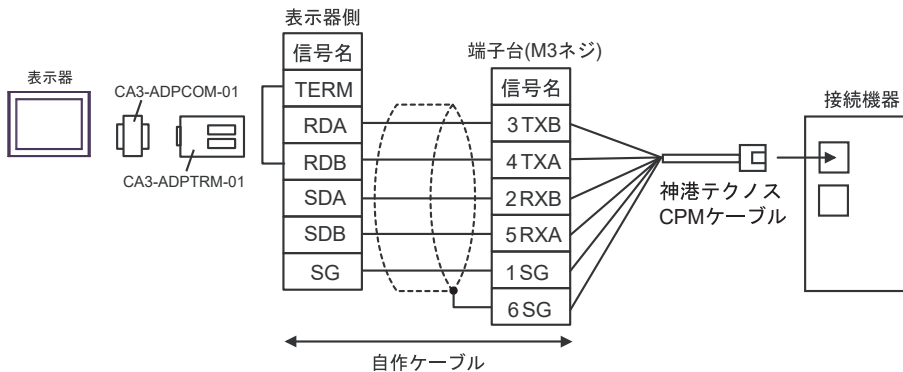 表示器
CA3-ADPCOM-01
CA3-ADPTRM-01
表示器側
信号名
TERM
RDA
RDB
SDA
SDB
SG
端子台(M3ネジ)
信号名
3 TXB
4 TXA
2 RXB
5 RXA
1 SG
6 SG
自作ケーブル
神港テクノス
CPMケーブル
接続機器